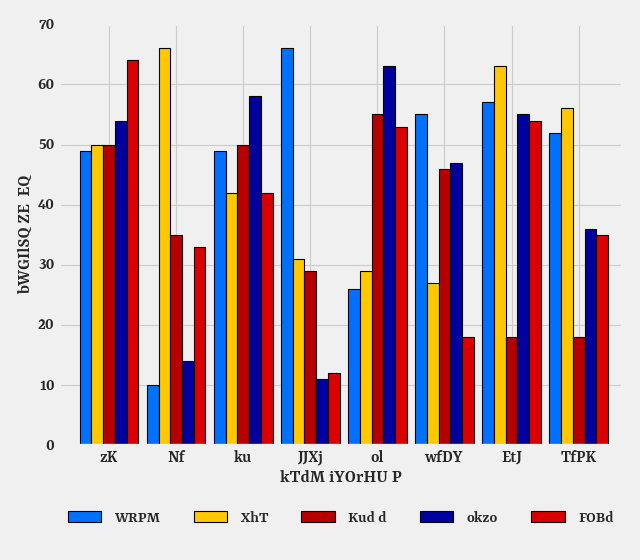 70
60
50
40
30
20
10
0
bWGIlSQ ZE EQ
zK Nf ku JJXj ol wfDY EtJ TfPK
kTdM iYOrHU P
WRPM XhT Kud d okzo FOBd